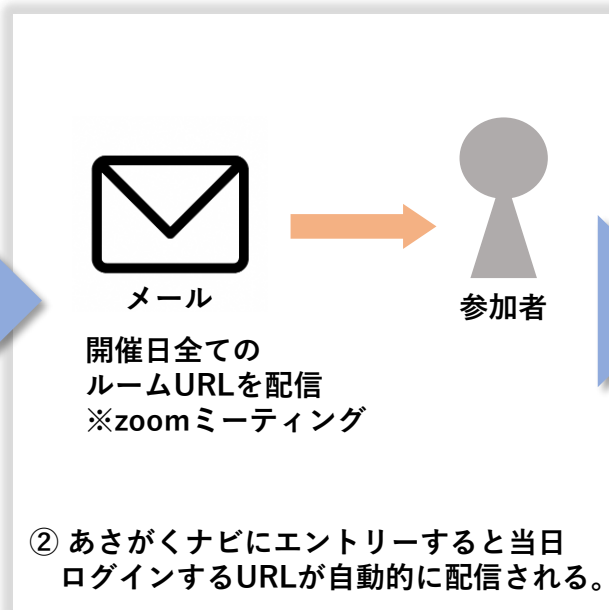 メール
参加者
開催日全ての
ルームURLを配信
※zoomミーティング
② あさがくナビにエントリーすると当日
ログインするURLが自動的に配信される。